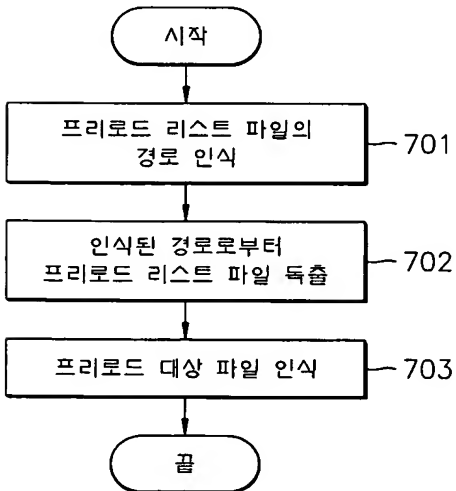 시작
프리로드 리스트 파일의
경로 인식
701
인식된 경로로부터
프리로드 리스트 파일 독출
702
프리로드 대상 파일 인식
703
끝